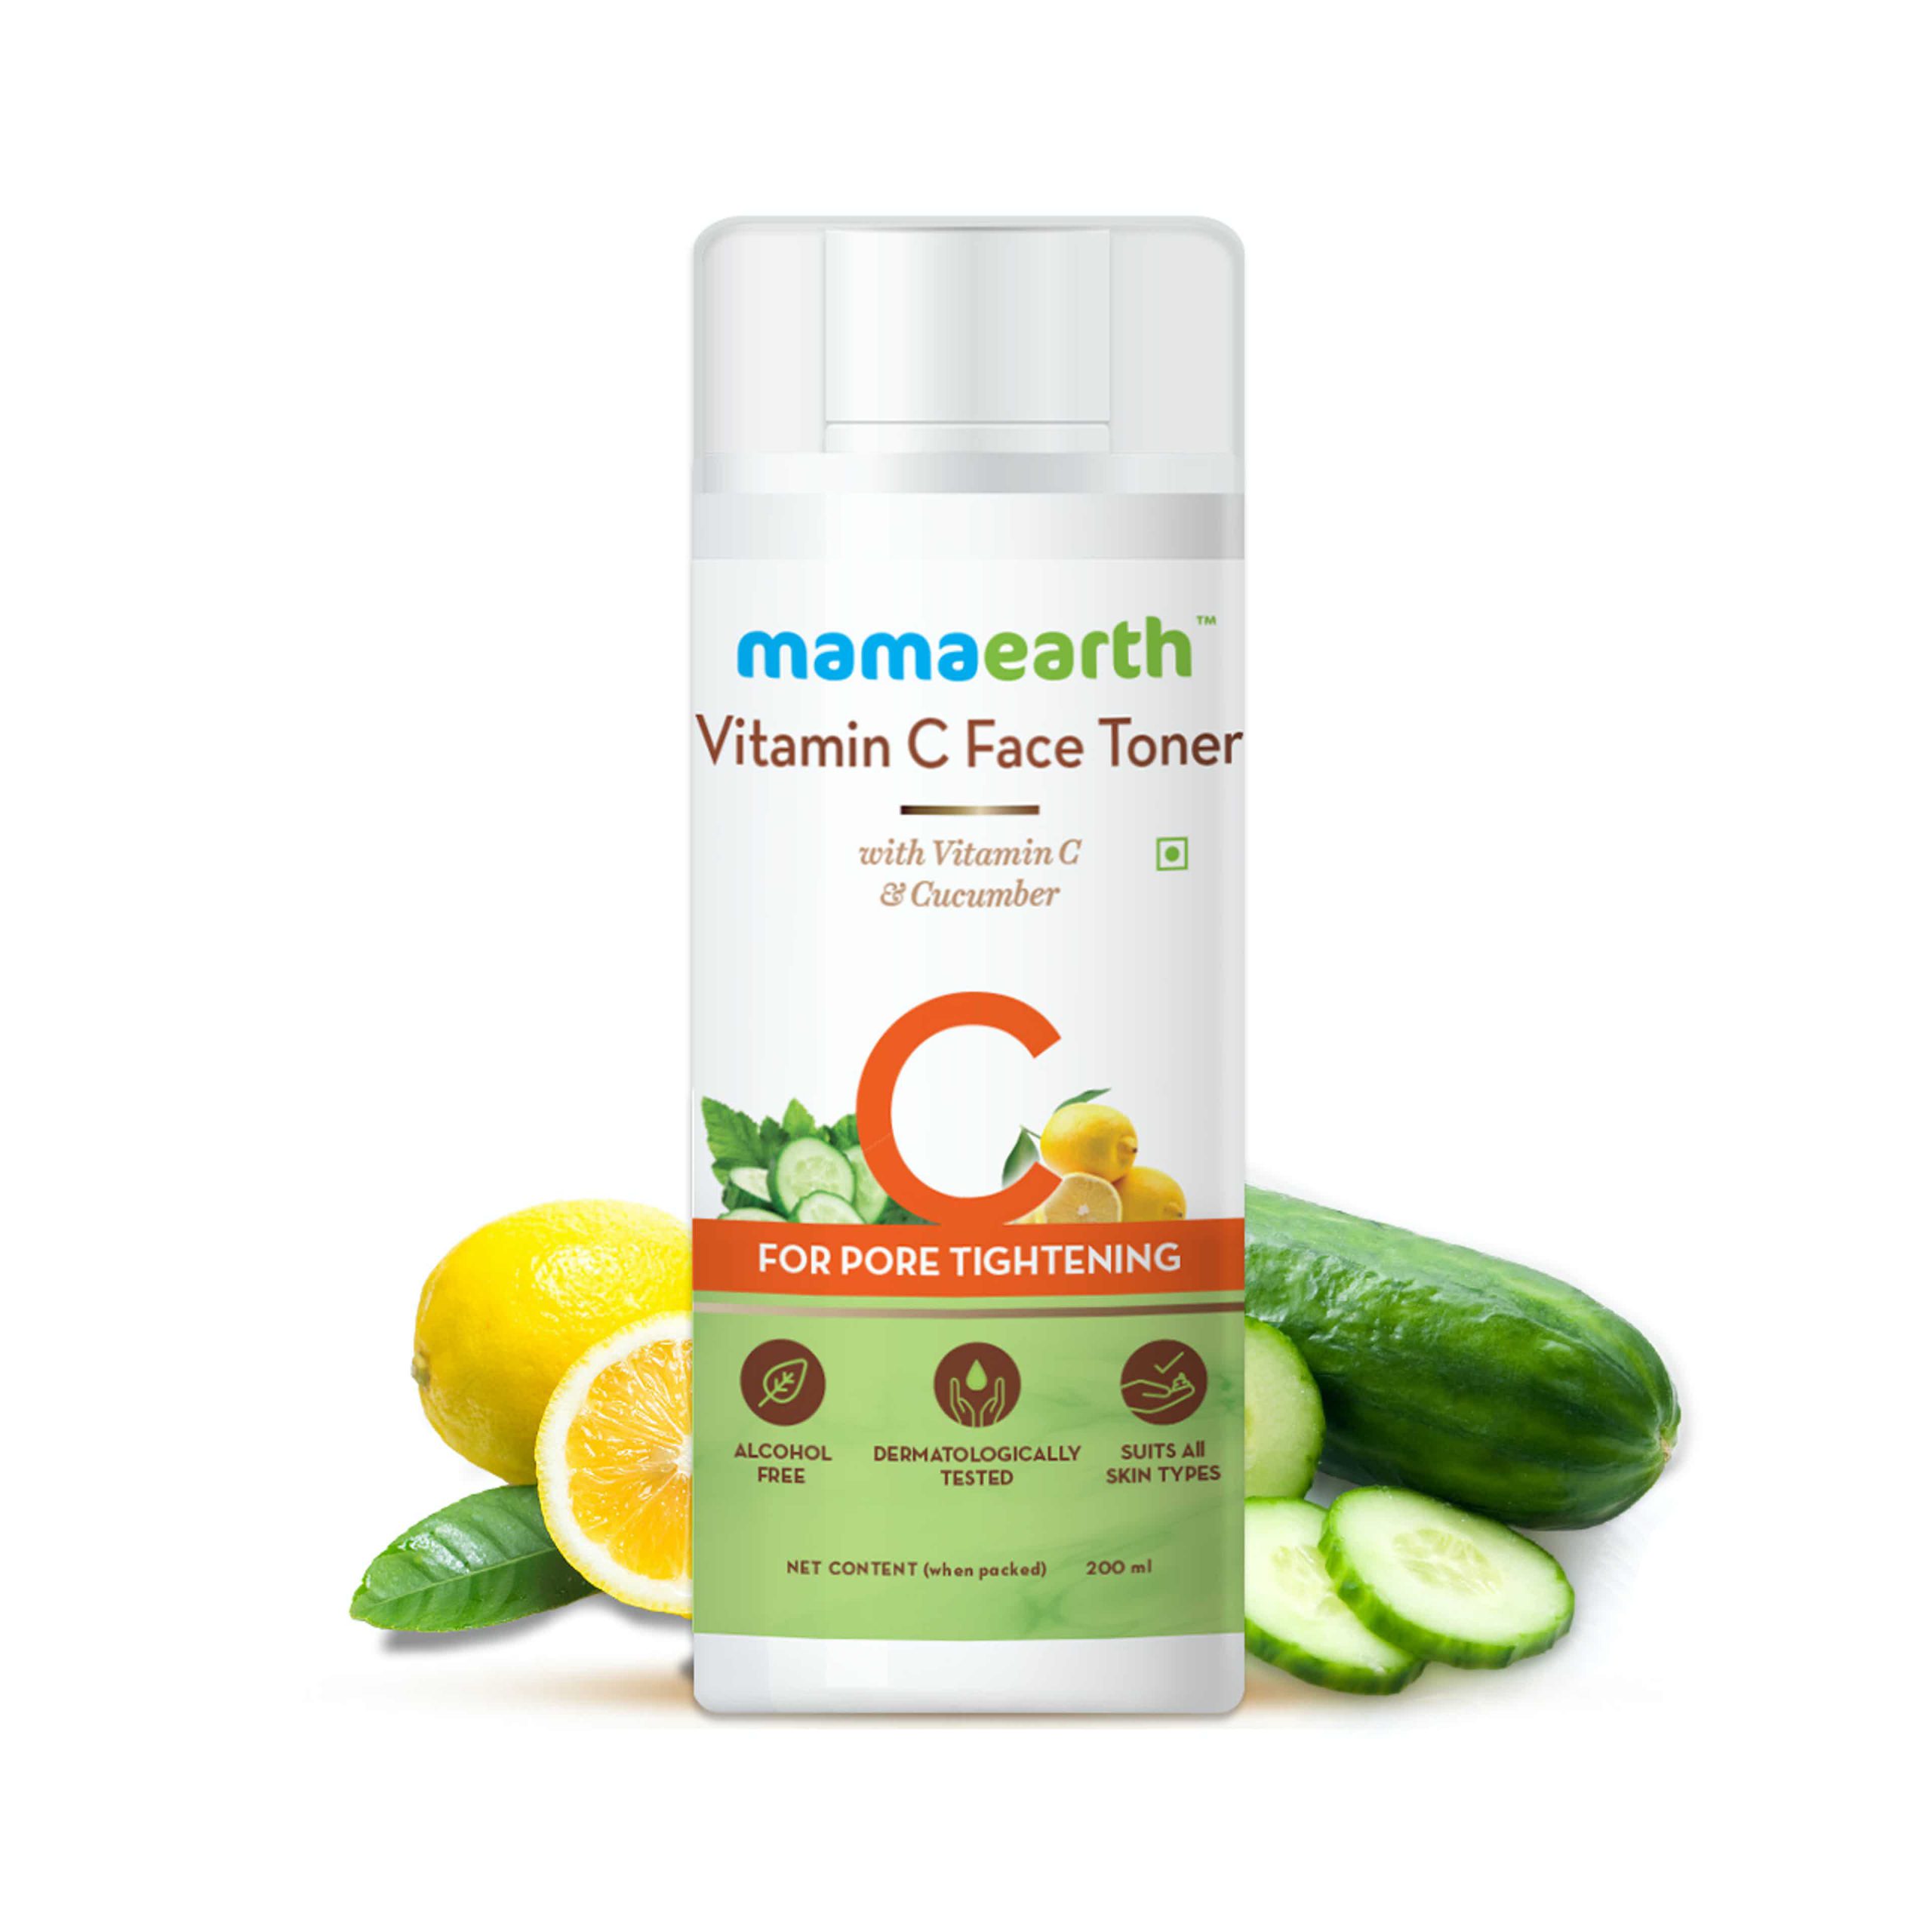 mamaearth™
Vitamin C Face Toner
with Vitamin C
& Cucumber
C
FOR PORE TIGHTENING
ALCOHOL
FREE
DERMATOLOGICALLY
TESTED
SUITS All
SKIN TYPES
NET CONTENT (when packed) 200 ml